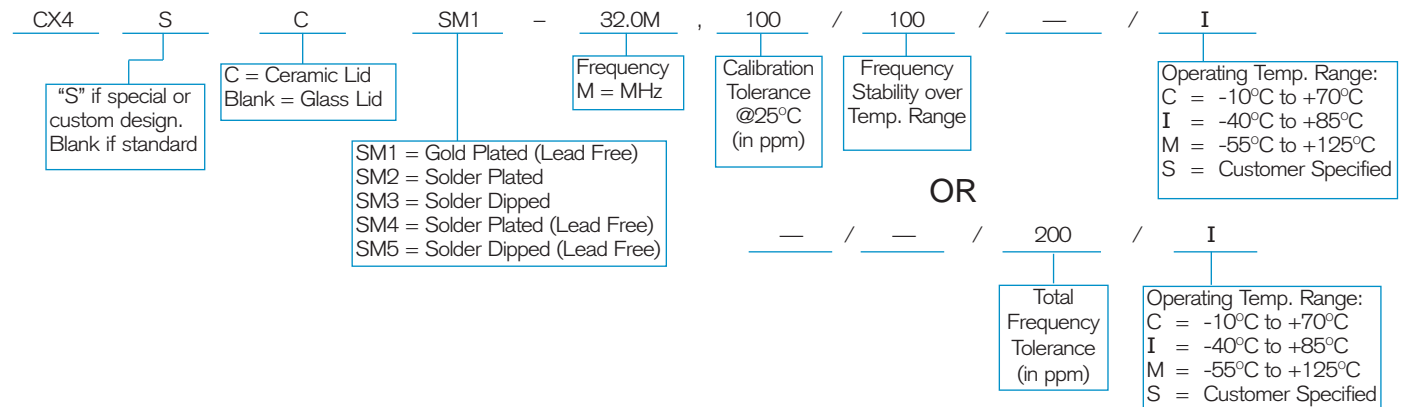 CX4 S C SM1 – 32.0M , 100 / 100 / — / I
“S” if special or
custom design.
Blank if standard
C = Ceramic Lid
Blank = Glass Lid
SM1 = Gold Plated (Lead Free)
SM2 = Solder Plated
SM3 = Solder Dipped
SM4 = Solder Plated (Lead Free)
SM5 = Solder Dipped (Lead Free)
Frequency
M = MHz
Calibration
Tolerance
@25°C
(in ppm)
Frequency
Stability over
Temp. Range
Operating Temp. Range:
C = -10°C to +70°C
I = -40°C to +85°C
M = -55°C to +125°C
S = Customer Specified
OR
— / — / 200 / I
Total
Frequency
Tolerance
(in ppm)
Operating Temp. Range:
C = -10°C to +70°C
I = -40°C to +85°C
M = -55°C to +125°C
S = Customer Specified